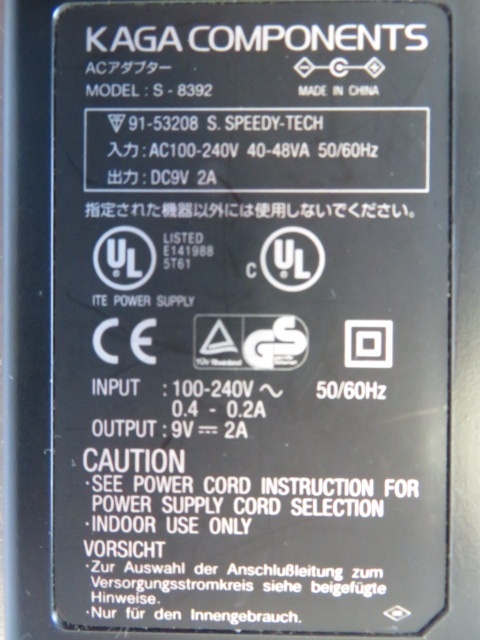 KAGA COMPONENTS
ACアダプター
MODEL : S - 8392
MADE IN CHINA
91-53208 S. SPEEDY-TECH
入力 : AC100-240V 40-48VA 50/60Hz
出力 : DC9V 2A
指定された機器以外には使用しないでください。
UL LISTED
E141988
5T61
C UL
ITE POWER SUPPLY
CE
TÜV Rheinland
GS
INPUT : 100-240V ～ 50/60Hz
0.4 - 0.2A
OUTPUT : 9V ⎓ 2A
CAUTION
·SEE POWER CORD INSTRUCTION FOR
POWER SUPPLY CORD SELECTION
·INDOOR USE ONLY
VORSICHT
·Zur Auswahl der Anschlußleitung zum
Versorgungsstromkreis siehe beigefügte
Hinweise.
·Nur für den Innengebrauch.